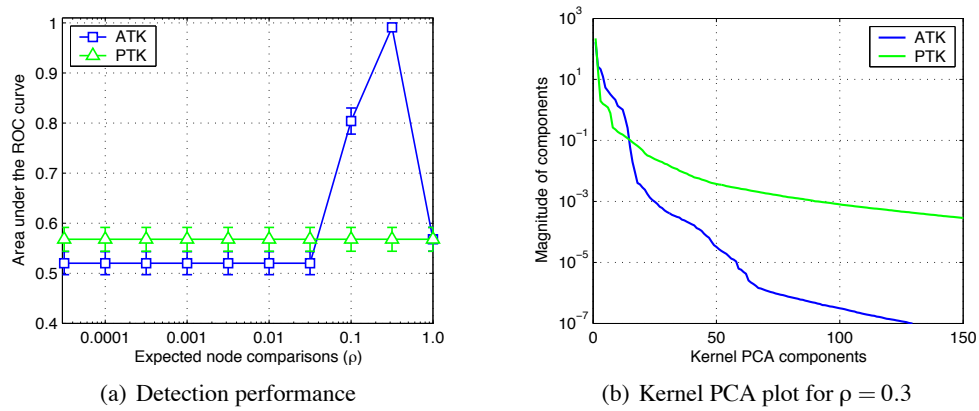 1
0.9
0.8
0.7
0.6
0.5
0.4
Area under the ROC curve
ATK
PTK
0.0001 0.001 0.01 0.1 1.0
Expected node comparisons (ρ)
(a) Detection performance
10^3
10^1
10^-1
10^-3
10^-5
10^-7
Magnitude of components
ATK
PTK
0 50 100 150
Kernel PCA components
(b) Kernel PCA plot for ρ = 0.3